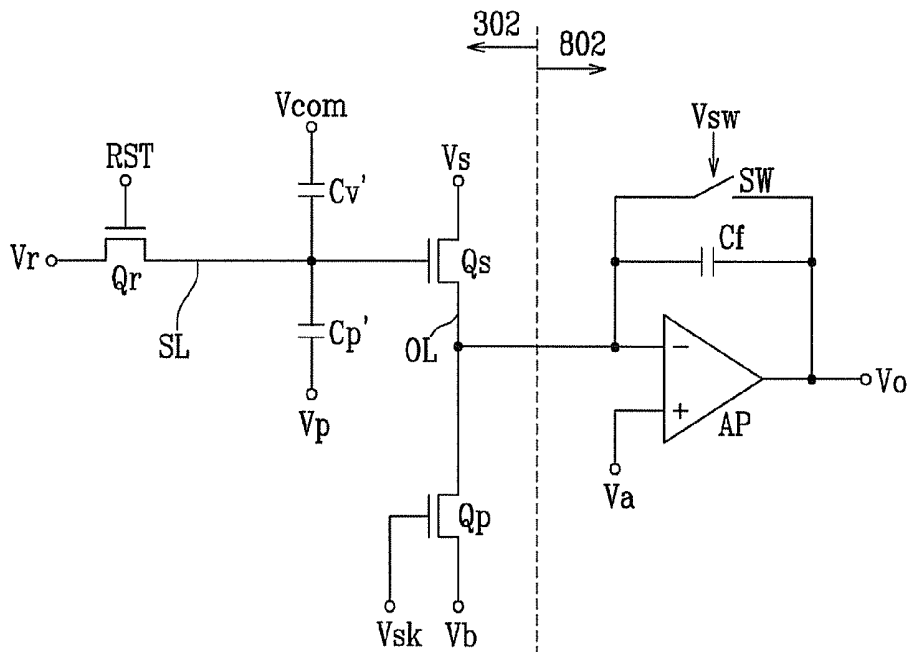 302
802
Vcom
Vsw
RST
Cv'
Vs
SW
Vr
Qr
Qs
Cf
SL
Cp'
OL
−
Vo
Vp
+
AP
Va
Qp
Vsk
Vb